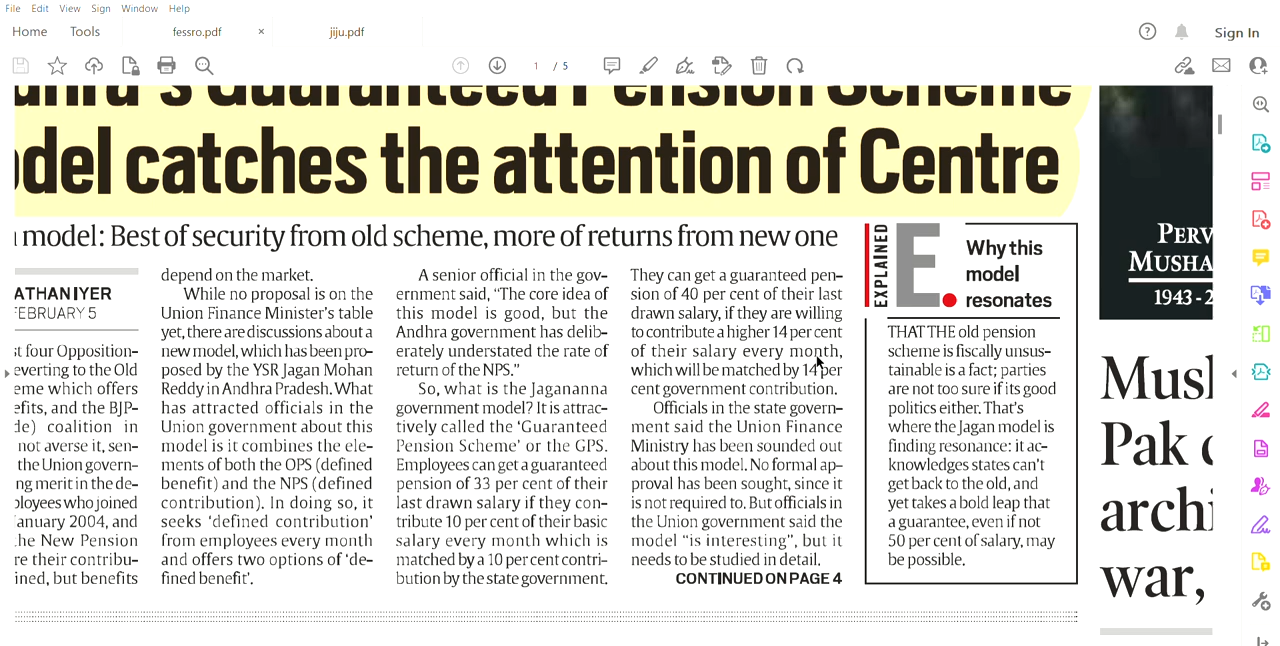 File Edit View Sign Window Help
Home Tools fessro.pdf × jiju.pdf Sign In
1 / 5
Guaranteed Pension Scheme
catches the attention of Centre
model: Best of security from old scheme, more of returns from new one
FEBRUARY 5
st four Opposition-
everting to the Old
eme which offers
efits, and the BJP-
de) coalition in
not averse it, sen-
the Union govern-
ng merit in the de-
ployees who joined
anuary 2004, and
the New Pension
re their contribu-
ined, but benefits
depend on the market.
While no proposal is on the
Union Finance Minister's table
yet, there are discussions about a
new model, which has been pro-
posed by the YSR Jagan Mohan
Reddy in Andhra Pradesh. What
has attracted officials in the
Union government about this
model is it combines the ele-
ments of both the OPS (defined
benefit) and the NPS (defined
contribution). In doing so, it
seeks 'defined contribution'
from employees every month
and offers two options of 'de-
fined benefit'.
A senior official in the gov-
ernment said, “The core idea of
this model is good, but the
Andhra government has delib-
erately understated the rate of
return of the NPS.”
So, what is the Jagananna
government model? It is attrac-
tively called the ‘Guaranteed
Pension Scheme’ or the GPS.
Employees can get a guaranteed
pension of 33 per cent of their
last drawn salary if they con-
tribute 10 per cent of their basic
salary every month which is
matched by a 10 per cent contri-
bution by the state government.
They can get a guaranteed pen-
sion of 40 per cent of their last
drawn salary, if they are willing
to contribute a higher 14 per cent
of their salary every month,
which will be matched by 14 per
cent government contribution.
Officials in the state govern-
ment said the Union Finance
Ministry has been sounded out
about this model. No formal ap-
proval has been sought, since it
is not required to. But officials in
the Union government said the
model “is interesting”, but it
needs to be studied in detail.
CONTINUED ON PAGE 4
EXPLAINED
E.
Why this
model
resonates
THAT THE old pension
scheme is fiscally unsus-
tainable is a fact; parties
are not too sure if its good
politics either. That's
where the Jagan model is
finding resonance: it ac-
knowledges states can't
get back to the old, and
yet takes a bold leap that
a guarantee, even if not
50 per cent of salary, may
be possible.
PERV
MUSHA
1943 - 2
Mush
Pak
archi
war,